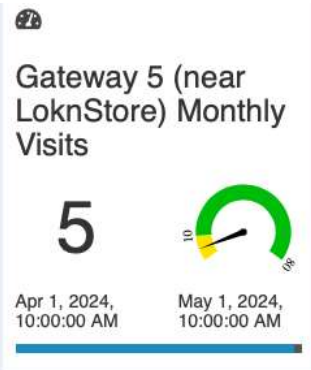 Gateway 5 (near
LoknStore) Monthly
Visits
5
10
80
Apr 1, 2024,
10:00:00 AM
May 1, 2024,
10:00:00 AM